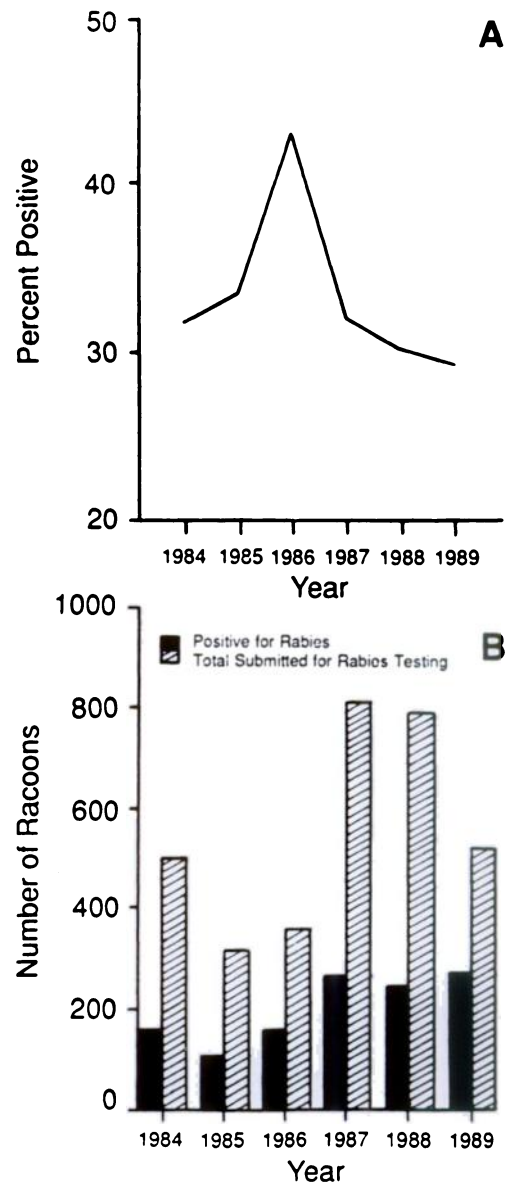 A
50
40
30
20
Percent Positive
1984 1985 1986 1987 1988 1989
Year
B
Positive for Rabies
Total Submitted for Rabies Testing
1000
800
600
400
200
0
Number of Racoons
1984 1985 1986 1987 1988 1989
Year